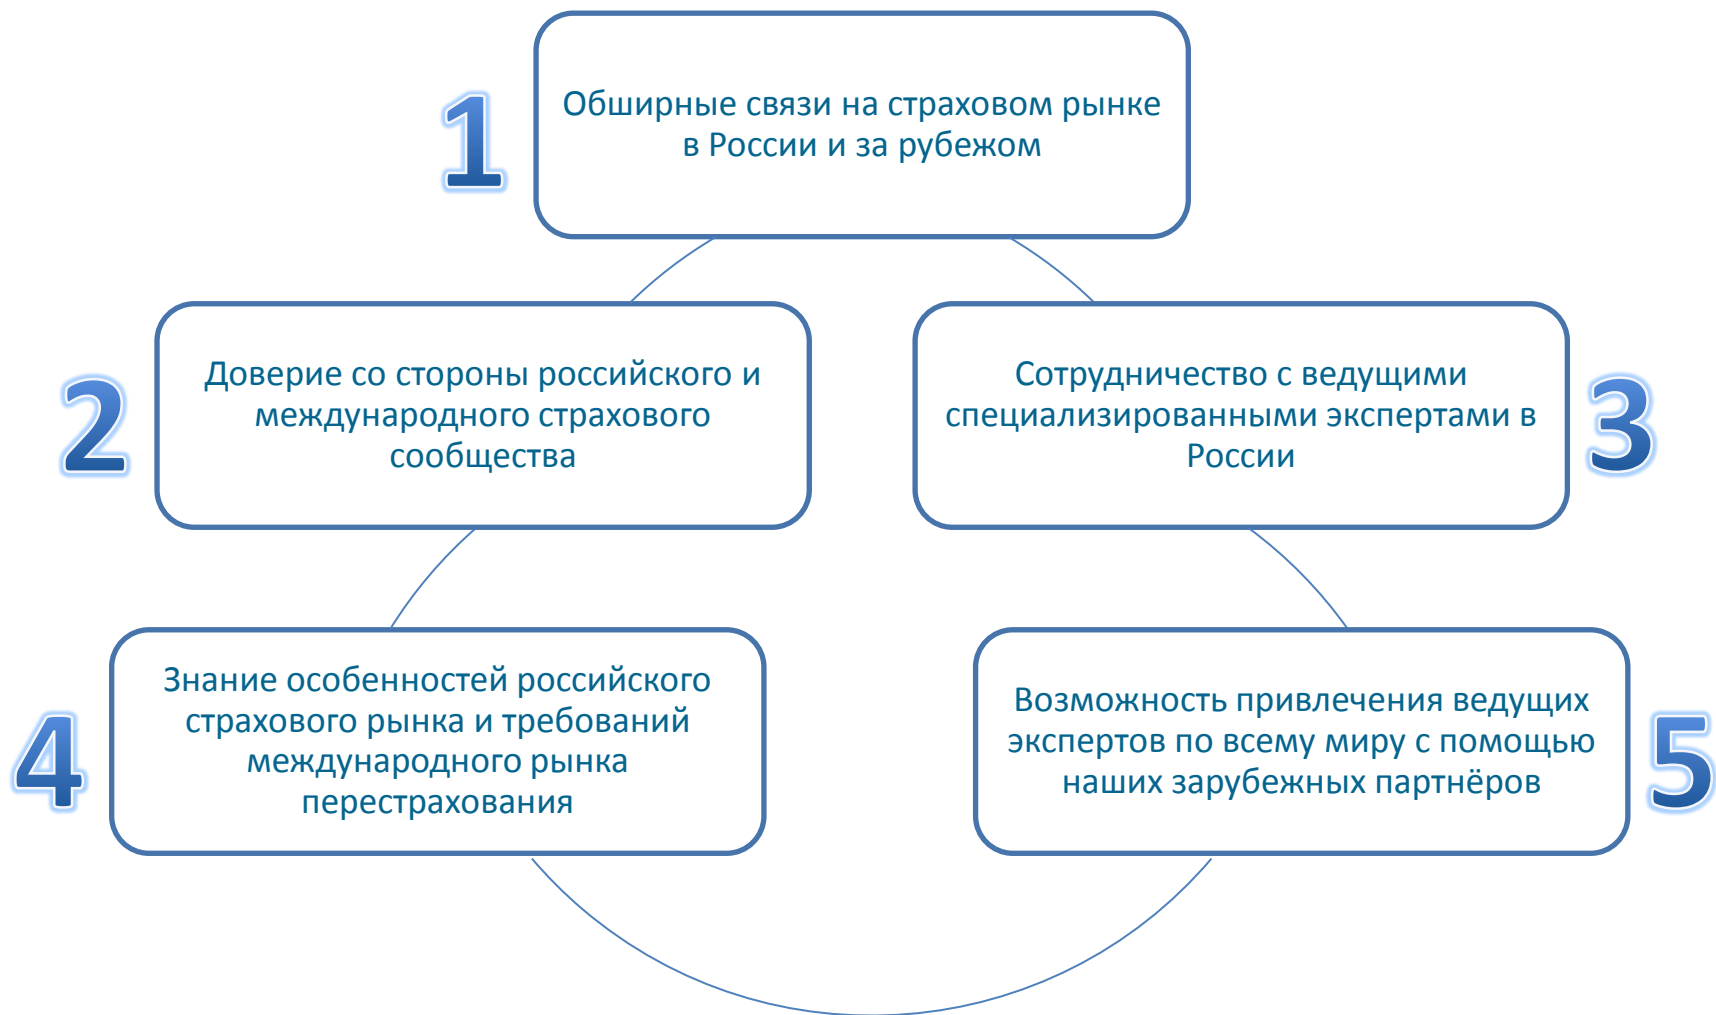 1
Обширные связи на страховом рынке
в России и за рубежом
2
Доверие со стороны российского и
международного страхового
сообщества
3
Сотрудничество с ведущими
специализированными экспертами в
России
4
Знание особенностей российского
страхового рынка и требований
международного рынка
перестрахования
5
Возможность привлечения ведущих
экспертов по всему миру с помощью
наших зарубежных партнёров